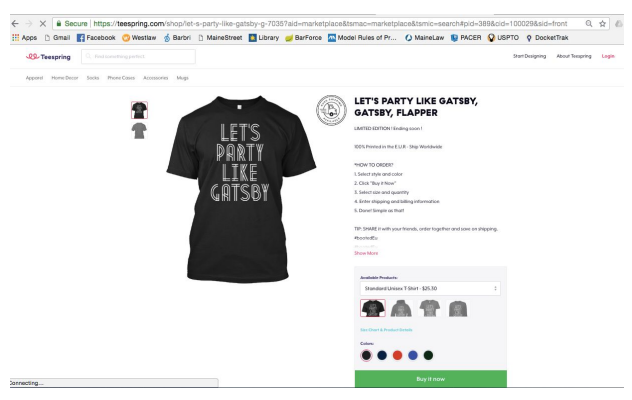 Secure https://teespring.com/shop/let-s-party-like-gatsby-g-7035?aid=marketplace&tsmac=marketplace&tsmic=search#pid=389&cid=100029&sid=front
Apps Gmail Facebook Westlaw Barbri MaineStreet Library BarForce Model Rules of Pr... MaineLaw PACER USPTO DocketTrak
Teespring Find something perfect Start Designing About Teespring Login
Apparel Home Decor Socks Phone Cases Accessories Mugs
LET'S
PARTY
LIKE
GATSBY
LET'S PARTY LIKE GATSBY,
GATSBY, FLAPPER
LIMITED EDITION ! Ending soon !
100% Printed in the E.U.R - Ship Worldwide
*HOW TO ORDER?
1. Select style and color
2. Click "Buy it Now"
3. Select size and quantity
4. Enter shipping and billing information
5. Done! Simple as that!
TIP: SHARE it with your friends, order together and save on shipping.
#bootedEu
Show More
Available Products:
Standard Unisex T-Shirt - $25.30
Size Chart & Product Details
Colors:
Buy it now
Connecting...